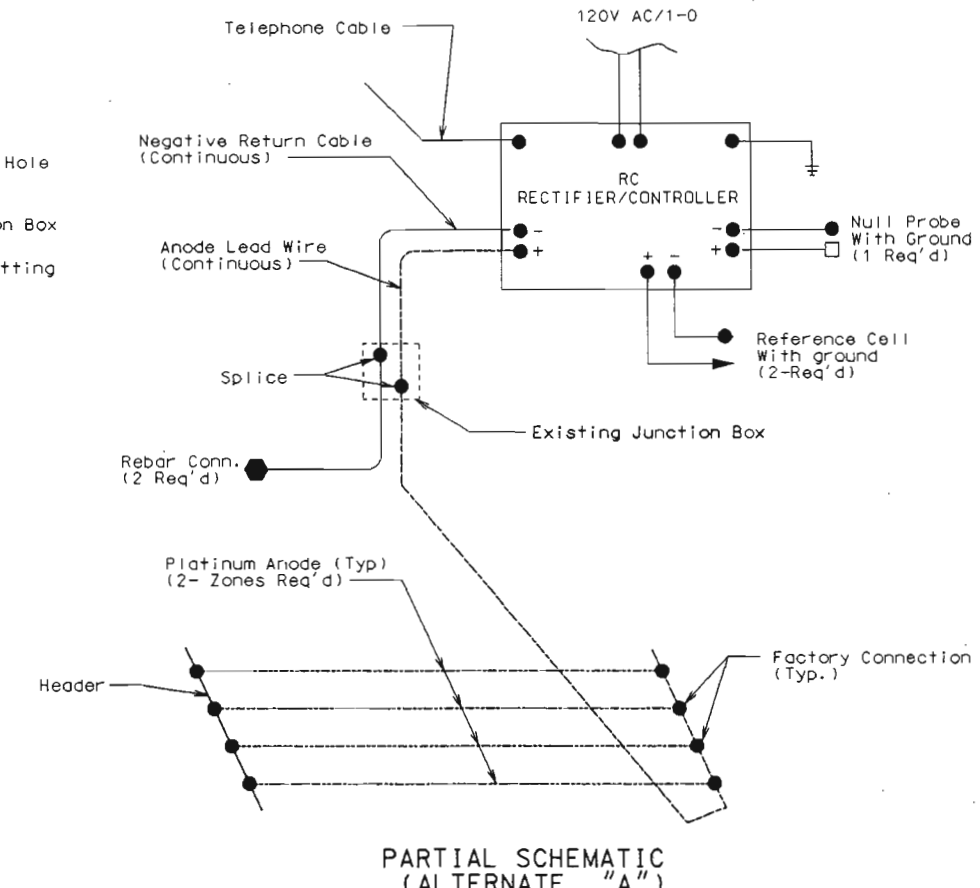 120V AC/1-O
Telephone Cable
Negative Return Cable
(Continuous)
Hole
RC
RECTIFIER/CONTROLLER
on Box
Anode Lead Wire
(Continuous)
tting
-
+
-
+
+ -
Null Probe
With Ground
(1 Req'd)
Reference Cell
With ground
(2-Req'd)
Splice
Existing Junction Box
Rebar Conn.
(2 Req'd)
Platinum Anode (Typ)
(2- Zones Req'd)
Header
Factory Connection
(Typ.)
PARTIAL SCHEMATIC
(ALTERNATE "A")